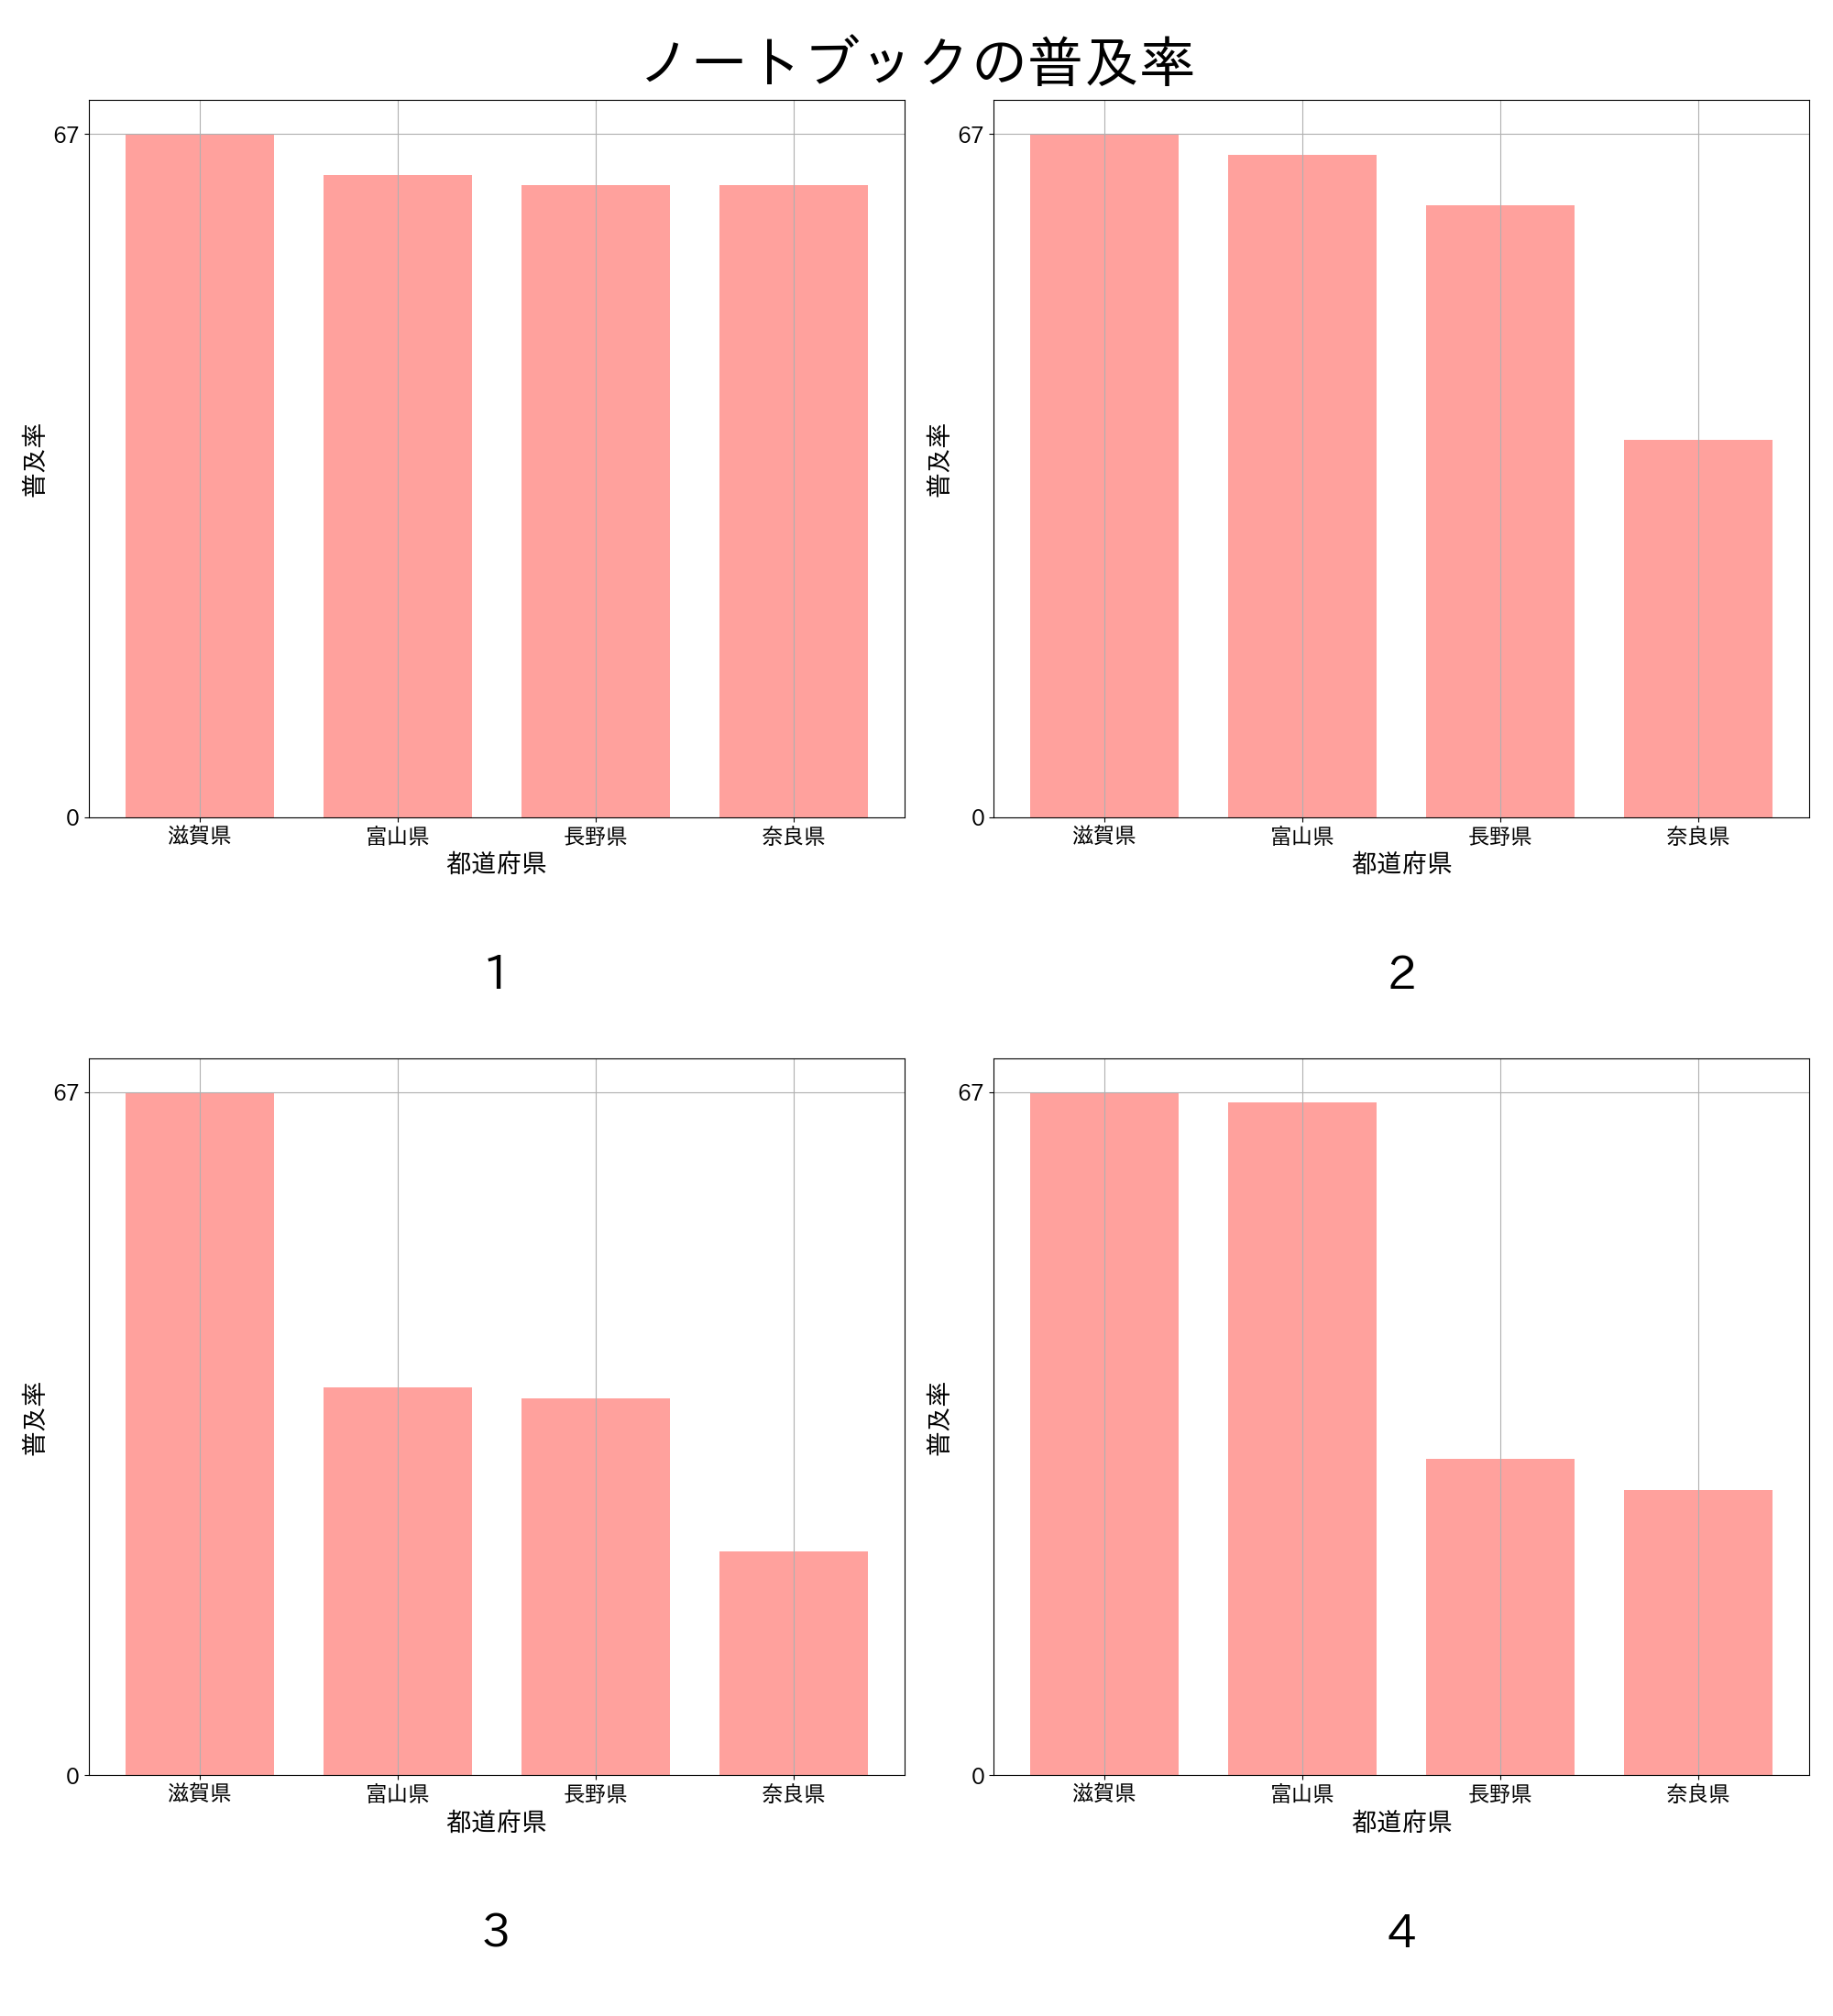 ノートブックの普及率
67
0
普及率
滋賀県 富山県 長野県 奈良県
都道府県
1
67
0
普及率
滋賀県 富山県 長野県 奈良県
都道府県
2
67
0
普及率
滋賀県 富山県 長野県 奈良県
都道府県
3
67
0
普及率
滋賀県 富山県 長野県 奈良県
都道府県
4